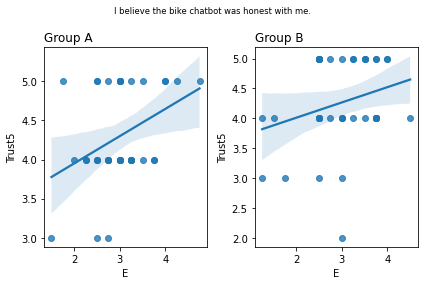 I believe the bike chatbot was honest with me.
Group A
Group B
5.0
4.5
4.0
3.5
3.0
Trust5
2
3
4
E
5.0
4.5
4.0
3.5
3.0
2.5
2.0
Trust5
2
3
4
E